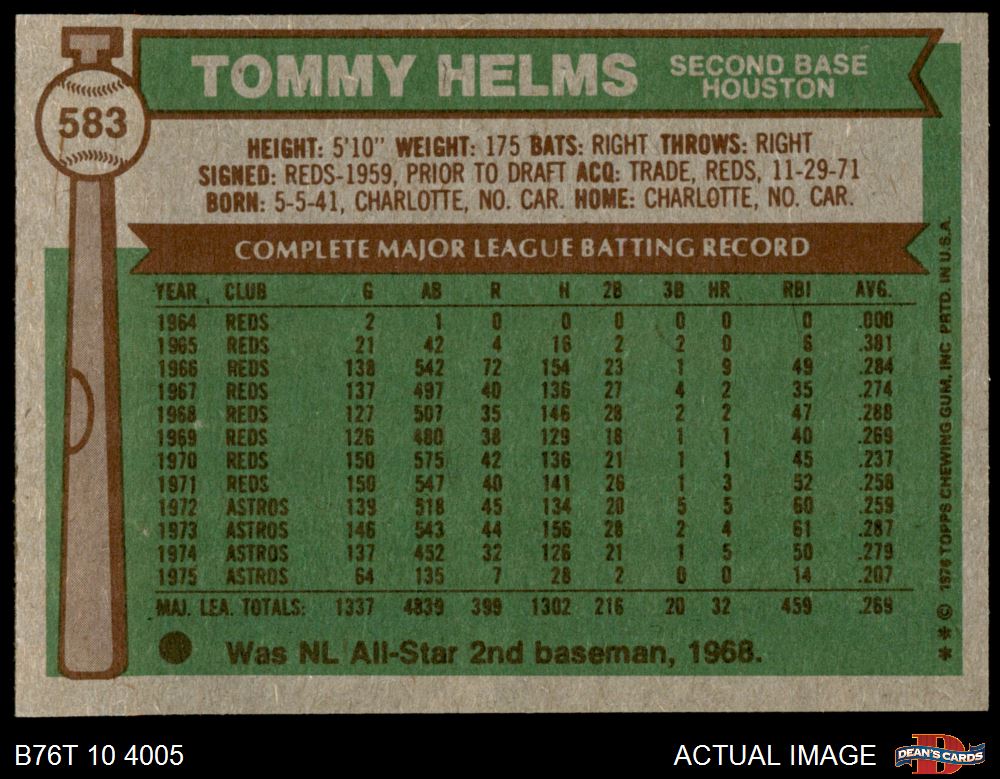 T
583
TOMMY HELMS
SECOND BASE
HOUSTON
HEIGHT: 5'10" WEIGHT: 175 BATS: RIGHT THROWS: RIGHT
SIGNED: REDS-1959, PRIOR TO DRAFT ACQ: TRADE, REDS, 11-29-71
BORN: 5-5-41, CHARLOTTE, NO. CAR. HOME: CHARLOTTE, NO. CAR.
COMPLETE MAJOR LEAGUE BATTING RECORD
YEAR CLUB G AB R H 2B 3B HR RBI AVG.
1964 REDS 2 1 0 0 0 0 0 0 .000
1965 REDS 21 42 4 16 2 2 0 6 .381
1966 REDS 138 542 72 154 23 1 9 49 .284
1967 REDS 137 497 40 136 27 4 2 35 .274
1968 REDS 127 507 35 146 28 2 2 47 .288
1969 REDS 126 480 38 129 18 1 1 40 .269
1970 REDS 150 575 42 136 21 1 1 45 .237
1971 REDS 150 547 40 141 26 1 3 52 .258
1972 ASTROS 139 518 45 134 20 5 5 60 .259
1973 ASTROS 146 543 44 156 28 2 4 61 .287
1974 ASTROS 137 452 32 126 21 1 5 50 .279
1975 ASTROS 64 135 7 28 2 0 0 14 .207
MAJ. LEA. TOTALS: 1337 4839 399 1302 216 20 32 459 .269
Was NL All-Star 2nd baseman, 1968.
* * © 1976 TOPPS CHEWING GUM, INC. PRTD. IN U.S.A.
B76T 10 4005
ACTUAL IMAGE
D
DEAN'S CARDS